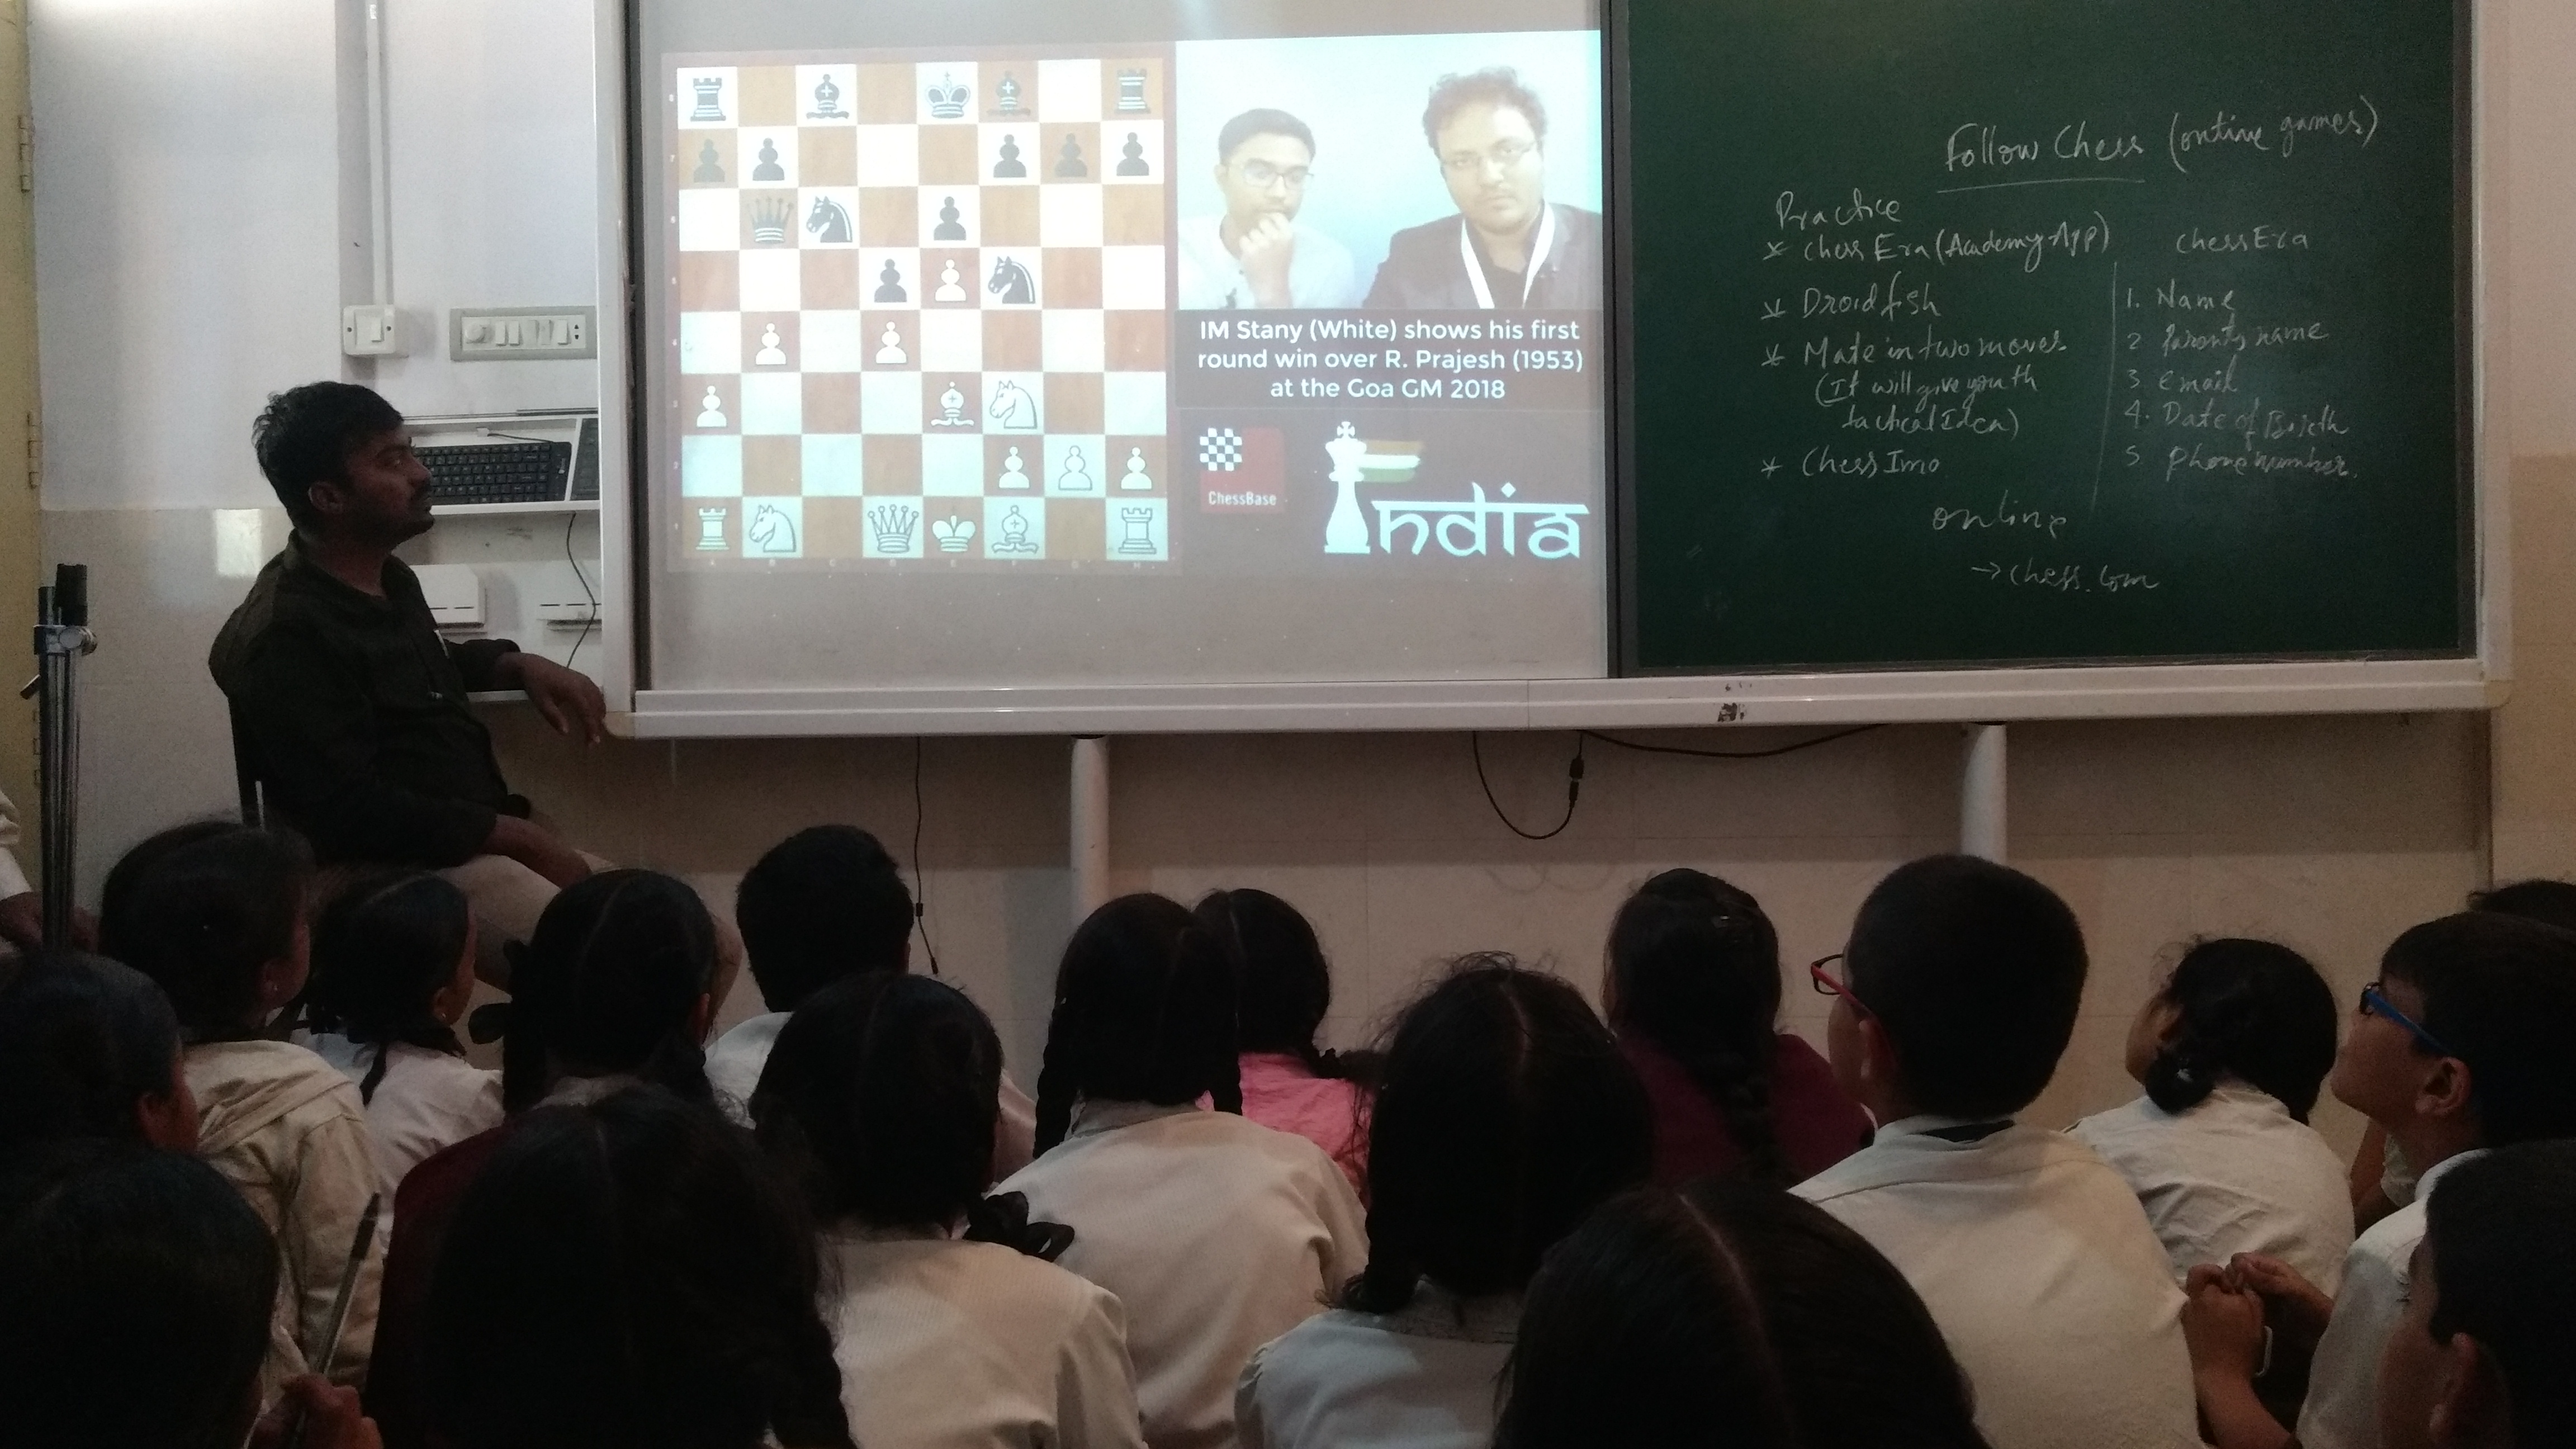 IM Stany (White) shows his first
round win over R. Prajesh (1953)
at the Goa GM 2018
ChessBase
India
Follow Chess (online games)
Practice
* Chess Era (Academy App)
* Droidfish
* Mate in two moves
(It will give you th
tactical Idea)
* Chess Imo
ChessEra
1. Name
2 Parents name
3 email
4. Date of Birth
5. Phone number.
online
→ chess.com